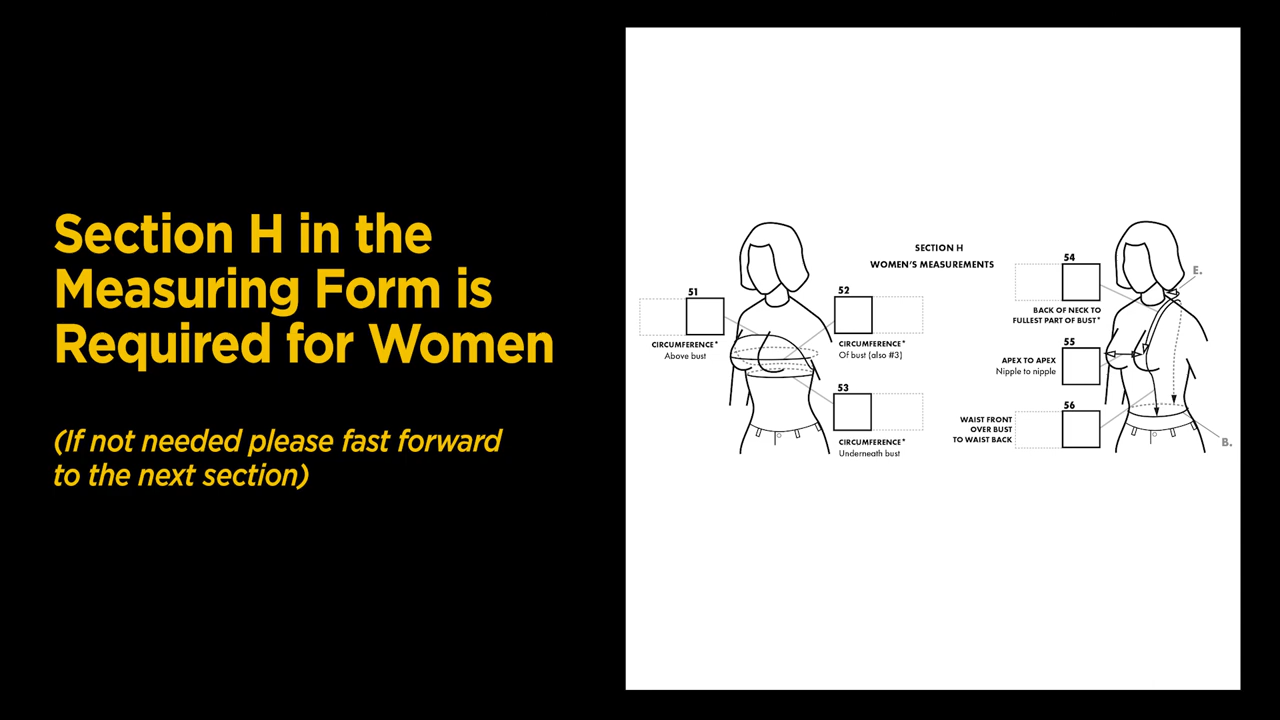 Section H in the
Measuring Form is
Required for Women
(If not needed please fast forward
to the next section)
SECTION H
WOMEN'S MEASUREMENTS
51
CIRCUMFERENCE*
Above bust
52
CIRCUMFERENCE*
Of bust (also #3)
53
CIRCUMFERENCE*
Underneath bust
54
BACK OF NECK TO
FULLEST PART OF BUST*
55
APEX TO APEX
Nipple to nipple
56
WAIST FRONT
OVER BUST
TO WAIST BACK
E.
B.